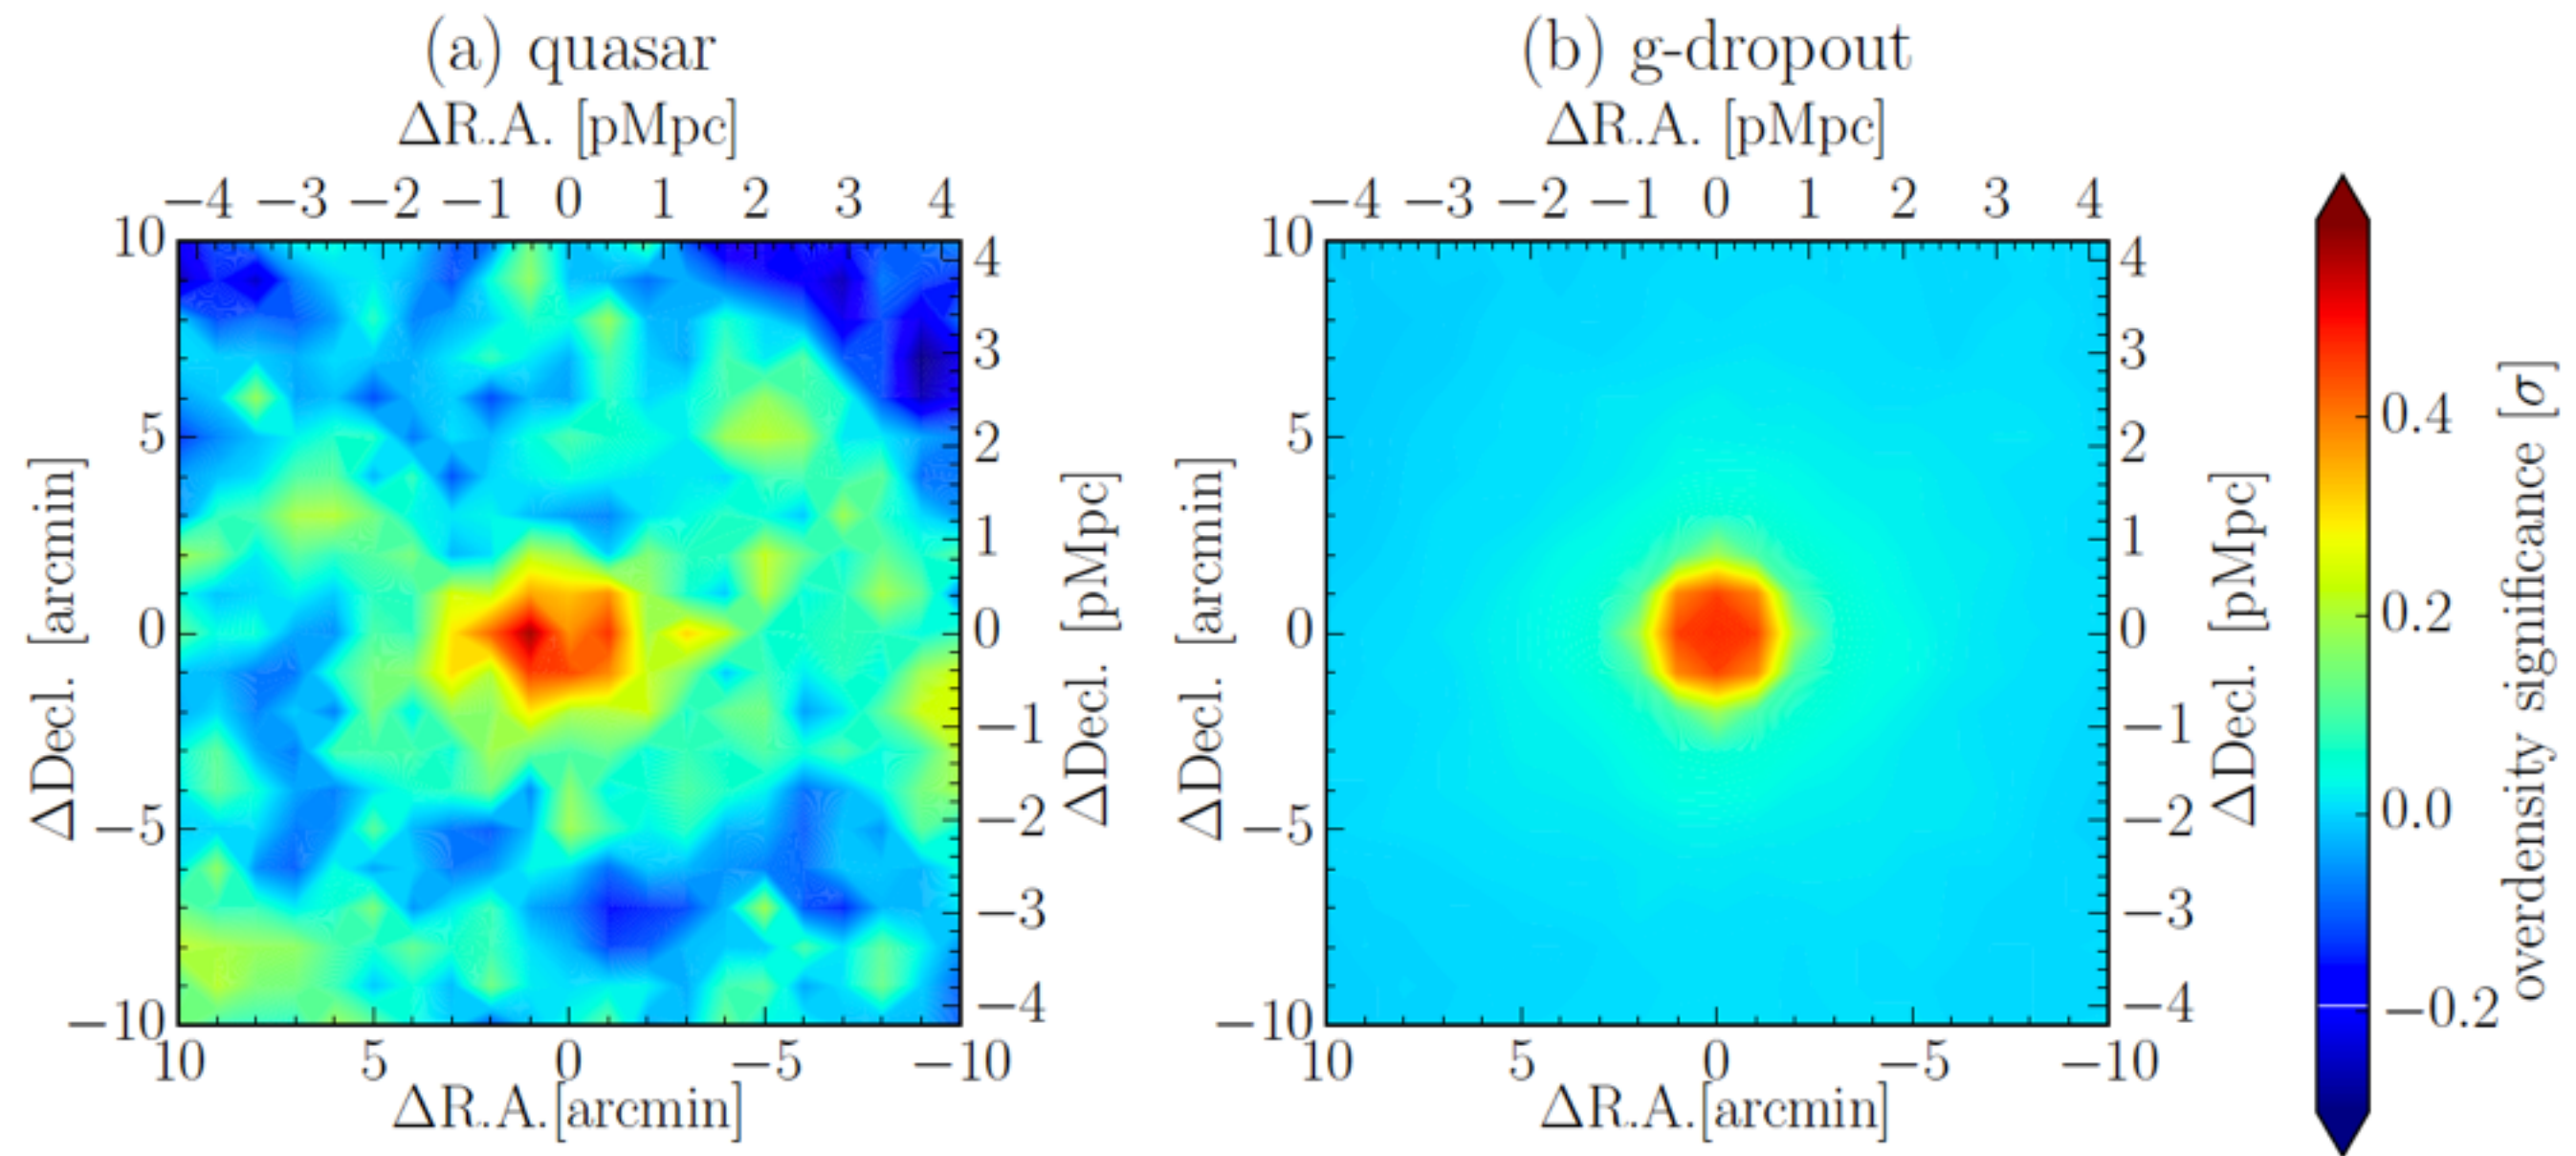 (a) quasar
ΔR.A. [pMpc]
−4 −3 −2 −1 0 1 2 3 4
10
5
0
−5
−10
ΔDecl. [arcmin]
4
3
2
1
0
−1
−2
−3
−4
ΔDecl. [pMpc]
10 5 0 −5 −10
ΔR.A.[arcmin]
(b) g-dropout
ΔR.A. [pMpc]
−4 −3 −2 −1 0 1 2 3 4
10
5
0
−5
−10
ΔDecl. [arcmin]
4
3
2
1
0
−1
−2
−3
−4
ΔDecl. [pMpc]
10 5 0 −5 −10
ΔR.A.[arcmin]
0.4
0.2
0.0
−0.2
overdensity significance [σ]